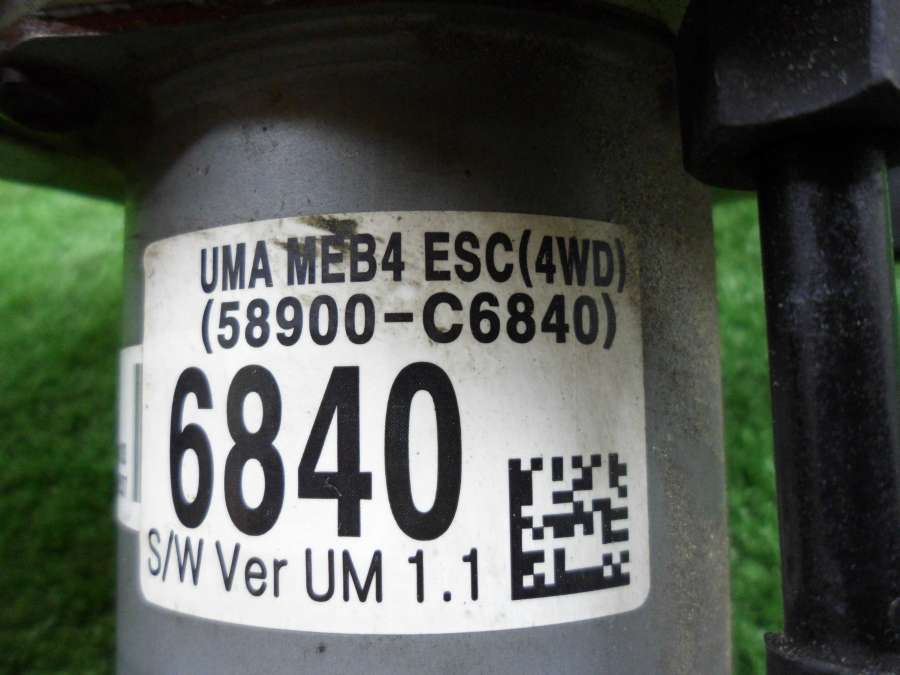 UMA MEB4 ESC(4WD)
(58900-C6840)
6840
S/W Ver UM 1.1